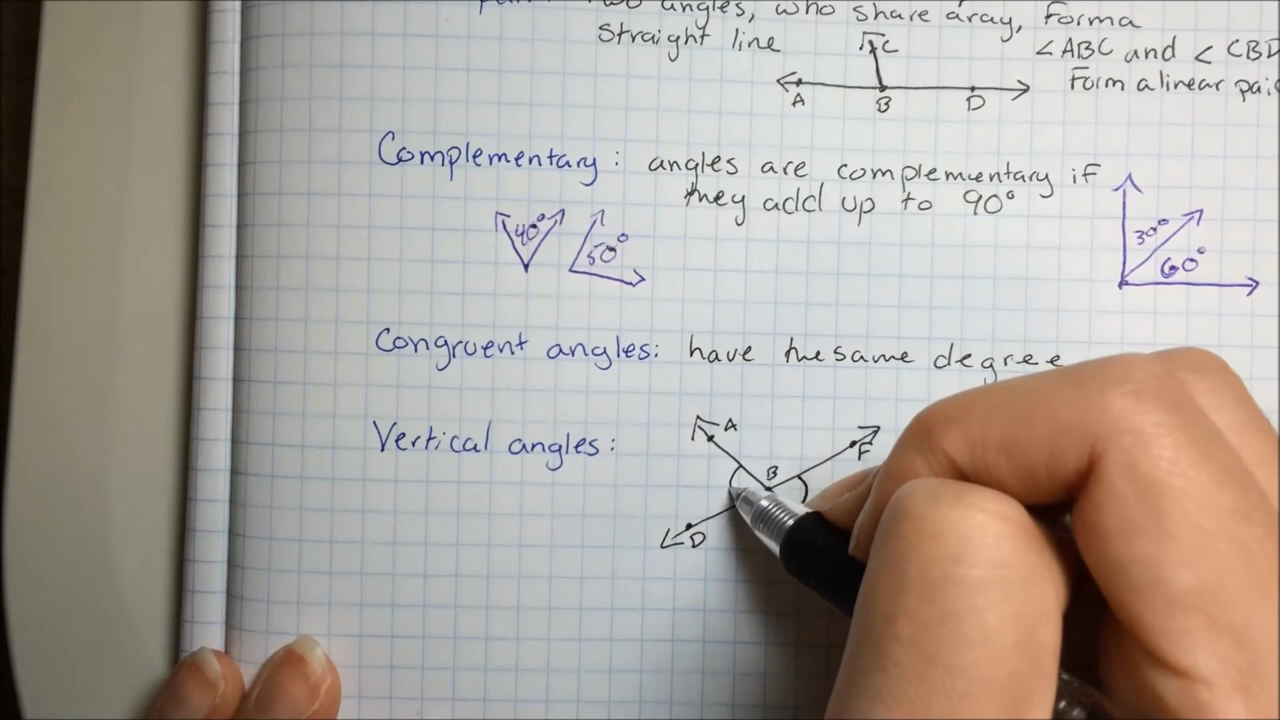 angles, who share a ray, Form a
straight line
∠ABC and ∠CBD
Form a linear
C
A B D
Complementary: angles are complementary if
they add up to 90°
40° 50°
30°
60°
Congruent angles: have the same degree
Vertical angles:
A
B
F
D